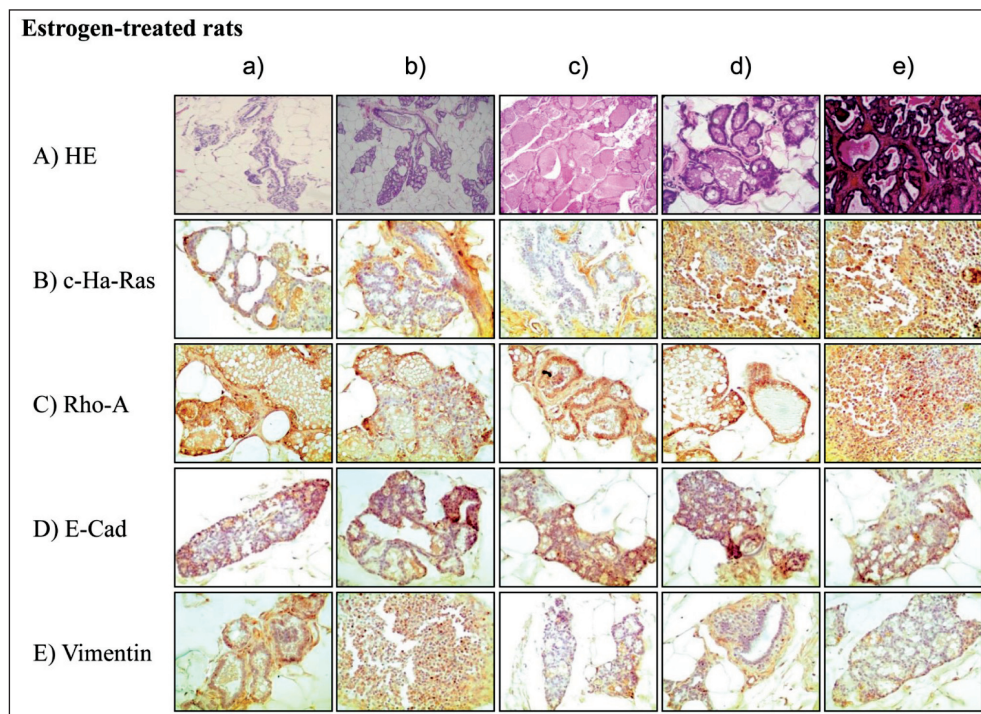 Estrogen-treated rats
a) b) c) d) e)
A) HE
B) c-Ha-Ras
C) Rho-A
D) E-Cad
E) Vimentin